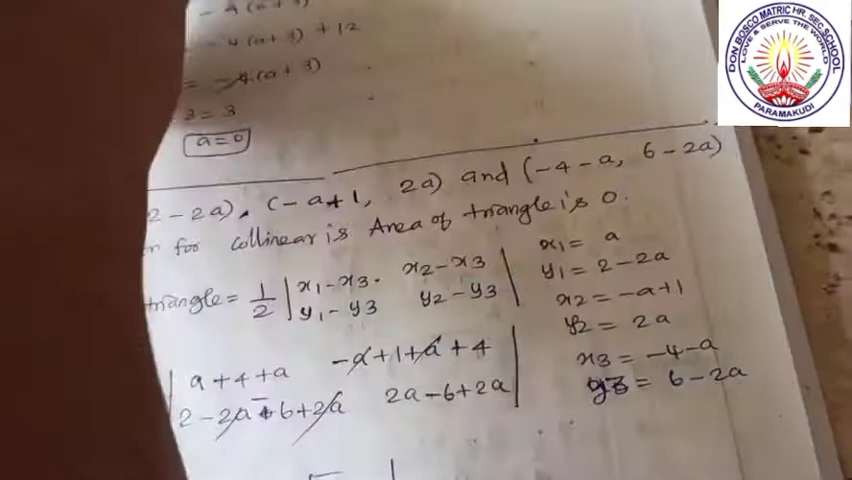 - 4(a+3)
- 4(a+3) + 12
= -4(a+3)
3 = 3
a = 0
2-2a), (-a+1, 2a) and (-4-a, 6-2a)
for collinear is Area of triangle is 0.
triangle = 1/2 | x1-x3. x2-x3 |
| y1-y3 y2-y3 |
| a+4+a -a+1+a+4 |
| 2-2a-6+2a 2a-6+2a |
x1 = a
y1 = 2-2a
x2 = -a+1
y2 = 2a
x3 = -4-a
y3 = 6-2a
DON BOSCO MATRIC HR. SEC. SCHOOL
LOVE & SERVE THE WORLD
PARAMAKUDI